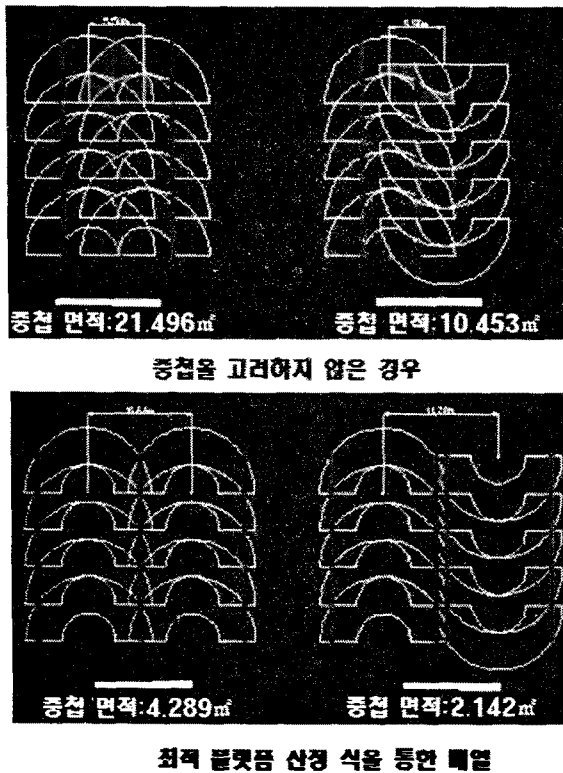 중첩 면적:21.496㎡
중첩 면적:10.453㎡
중첩을 고려하지 않은 경우
중첩 면적:4.289㎡
중첩 면적:2.142㎡
최적 플랫폼 산정 식을 통한 배열